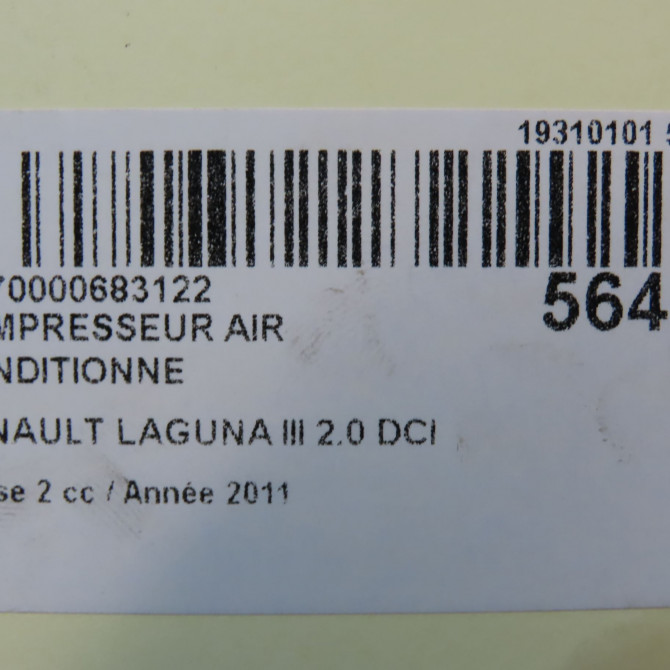 19310101
70000683122
564
MPRESSEUR AIR
NDITIONNE
NAULT LAGUNA III 2.0 DCI
se 2 cc / Année 2011